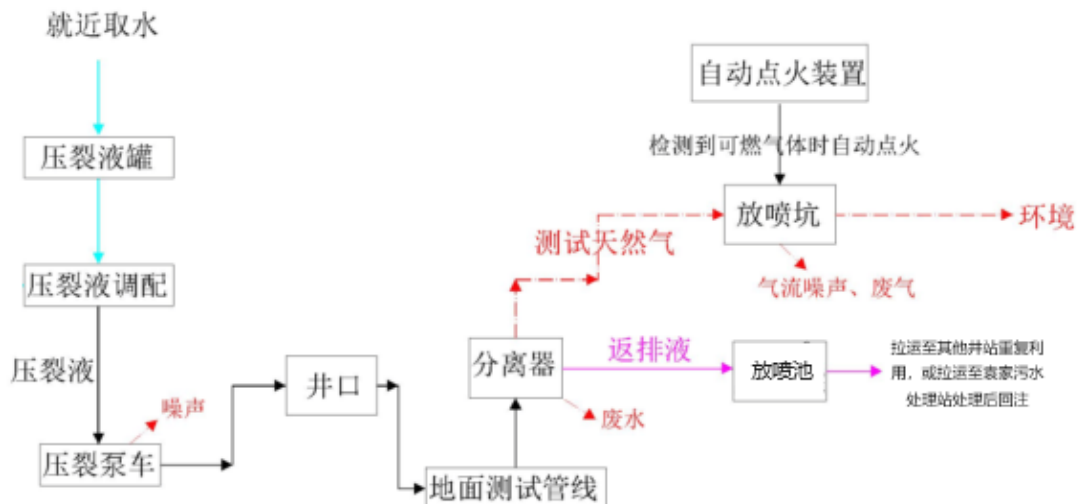 就近取水
自动点火装置
检测到可燃气体时自动点火
压裂液罐
放喷坑
环境
测试天然气
压裂液调配
气流噪声、废气
返排液
拉运至其他井站重复利
用，或拉运至袁家污水
处理站处理后回注
分离器
放喷池
压裂液
井口
噪声
废水
压裂泵车
地面测试管线